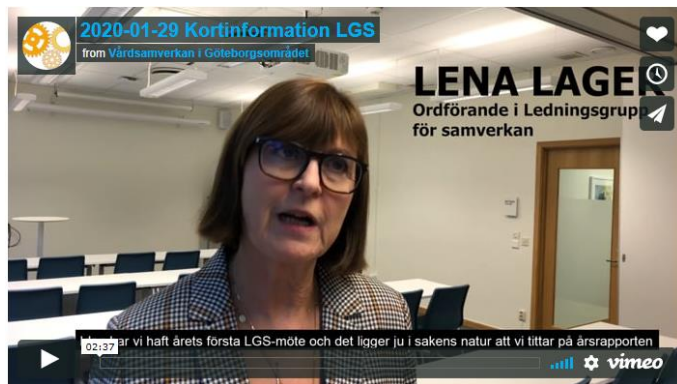 2020-01-29 Kortinformation LGS
from Vårdsamverkan i Göteborgsområdet
LENA LAGER
Ordförande i Ledningsgrupp
för samverkan
ar vi haft årets första LGS-möte och det ligger ju i sakens natur att vi tittar på årsrapporten
02:37
vimeo